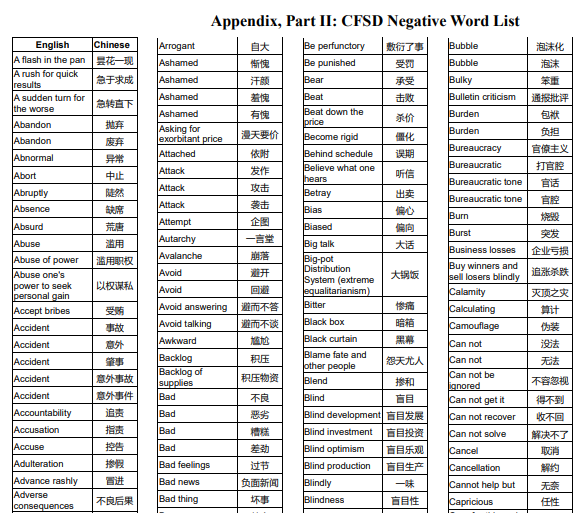 Appendix, Part II: CFSD Negative Word List
English Chinese
A flash in the pan 昙花一现
A rush for quick
results 急于求成
A sudden turn for
the worse 急转直下
Abandon 抛弃
Abandon 废弃
Abnormal 异常
Abort 中止
Abruptly 陡然
Absence 缺席
Absurd 荒唐
Abuse 滥用
Abuse of power 滥用职权
Abuse one's
power to seek
personal gain 以权谋私
Accept bribes 受贿
Accident 事故
Accident 意外
Accident 肇事
Accident 意外事故
Accident 意外事件
Accountability 追责
Accusation 指责
Accuse 控告
Adulteration 掺假
Advance rashly 冒进
Adverse
consequences 不良后果
Arrogant 自大
Ashamed 惭愧
Ashamed 汗颜
Ashamed 羞愧
Ashamed 有愧
Asking for
exorbitant price 漫天要价
Attached 依附
Attack 发作
Attack 攻击
Attack 袭击
Attempt 企图
Autarchy 一言堂
Avalanche 崩落
Avoid 避开
Avoid 回避
Avoid answering 避而不答
Avoid talking 避而不谈
Awkward 尴尬
Backlog 积压
Backlog of
supplies 积压物资
Bad 不良
Bad 恶劣
Bad 糟糕
Bad 差劲
Bad feelings 过节
Bad news 负面新闻
Bad thing 坏事
Be perfunctory 敷衍了事
Be punished 受罚
Bear 承受
Beat 击败
Beat down the
price 杀价
Become rigid 僵化
Behind schedule 误期
Believe what one
hears 听信
Betray 出卖
Bias 偏心
Biased 偏向
Big talk 大话
Big-pot
Distribution
System (extreme
equalitarianism) 大锅饭
Bitter 惨痛
Black box 暗箱
Black curtain 黑幕
Blame fate and
other people 怨天尤人
Blend 掺和
Blind 盲目
Blind development 盲目发展
Blind investment 盲目投资
Blind optimism 盲目乐观
Blind production 盲目生产
Blindly 一味
Blindness 盲目性
Bubble 泡沫化
Bubble 泡沫
Bulky 笨重
Bulletin criticism 通报批评
Burden 包袱
Burden 负担
Bureaucracy 官僚主义
Bureaucratic 打官腔
Bureaucratic tone 官话
Bureaucratic tone 官腔
Burn 烧毁
Burst 突发
Business losses 企业亏损
Buy winners and
sell losers blindly 追涨杀跌
Calamity 灭顶之灾
Calculating 算计
Camouflage 伪装
Can not 没法
Can not 无法
Can not be
ignored 不容忽视
Can not get it 得不到
Can not recover 收不回
Can not solve 解决不了
Cancel 取消
Cancellation 解约
Cannot help but 无奈
Capricious 任性